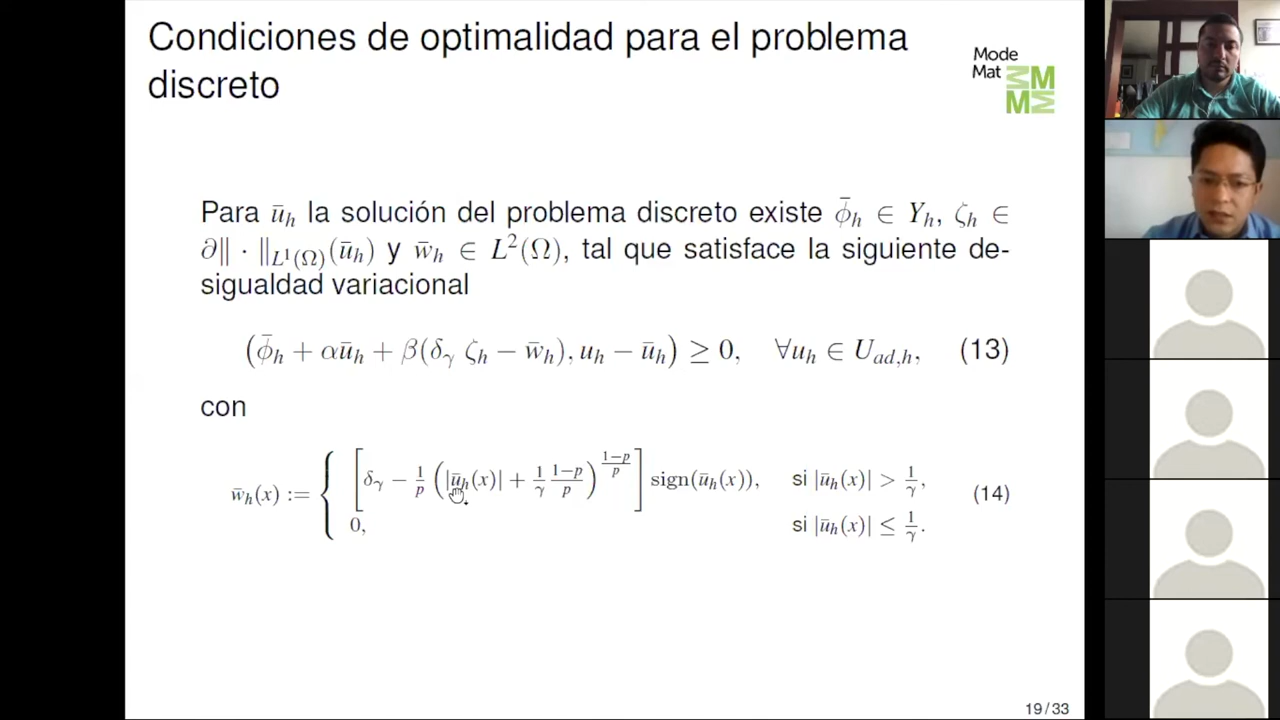 Condiciones de optimalidad para el problema
discreto
Mode
Mat
Para ū_h la solución del problema discreto existe ϕ̄_h ∈ Y_h, ζ_h ∈
∂‖ · ‖_{L¹(Ω)}(ū_h) y w̄_h ∈ L²(Ω), tal que satisface la siguiente de-
sigualdad variacional
(ϕ̄_h + αū_h + β(δ_γ ζ_h − w̄_h), u_h − ū_h) ≥ 0, ∀u_h ∈ U_{ad,h}, (13)
con
w̄_h(x) := { [δ_γ − 1/p (|ū_h(x)| + 1/γ (1−p)/p)^{(1−p)/p}] sign(ū_h(x)), si |ū_h(x)| > 1/γ,
0, si |ū_h(x)| ≤ 1/γ. (14)
19/33